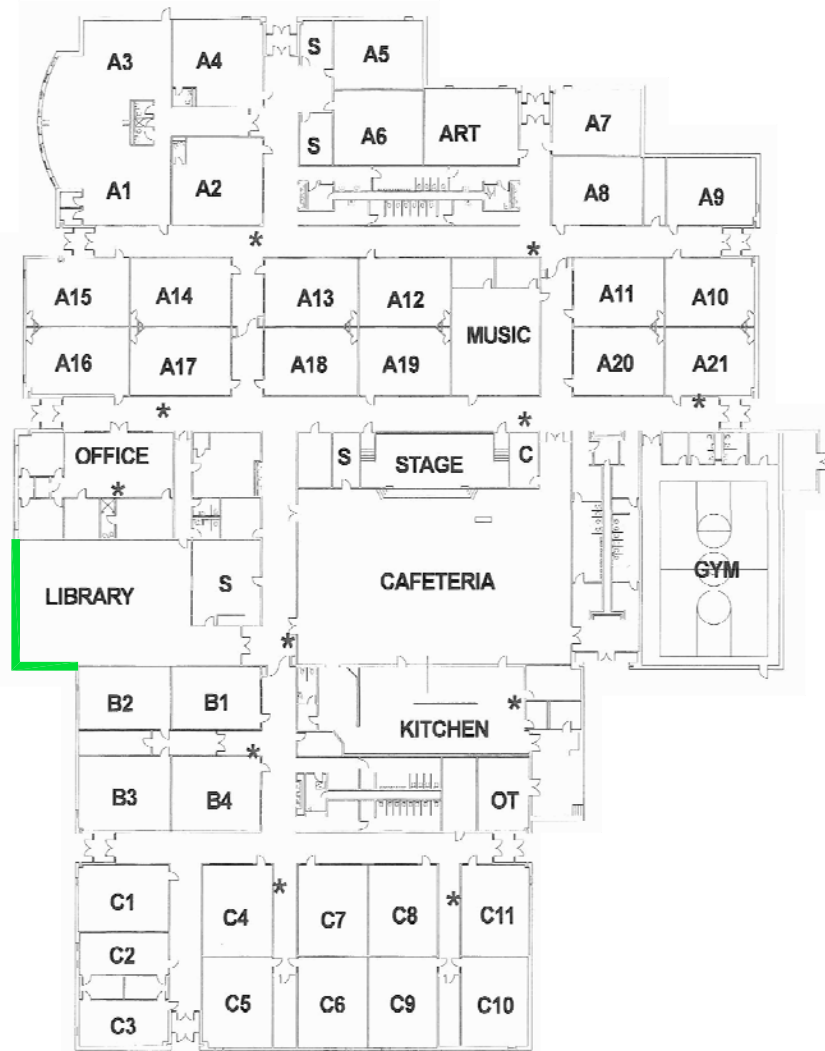 A3 A4 S A5
S A6 ART A7
A1 A2 A8 A9
* *
A15 A14 A13 A12 A11 A10
MUSIC
A16 A17 A18 A19 A20 A21
* * *
OFFICE S STAGE C
*
LIBRARY S CAFETERIA GYM
*
B2 B1 KITCHEN *
*
B3 B4 OT
* *
C1 C4 C7 C8 C11
C2
C3 C5 C6 C9 C10